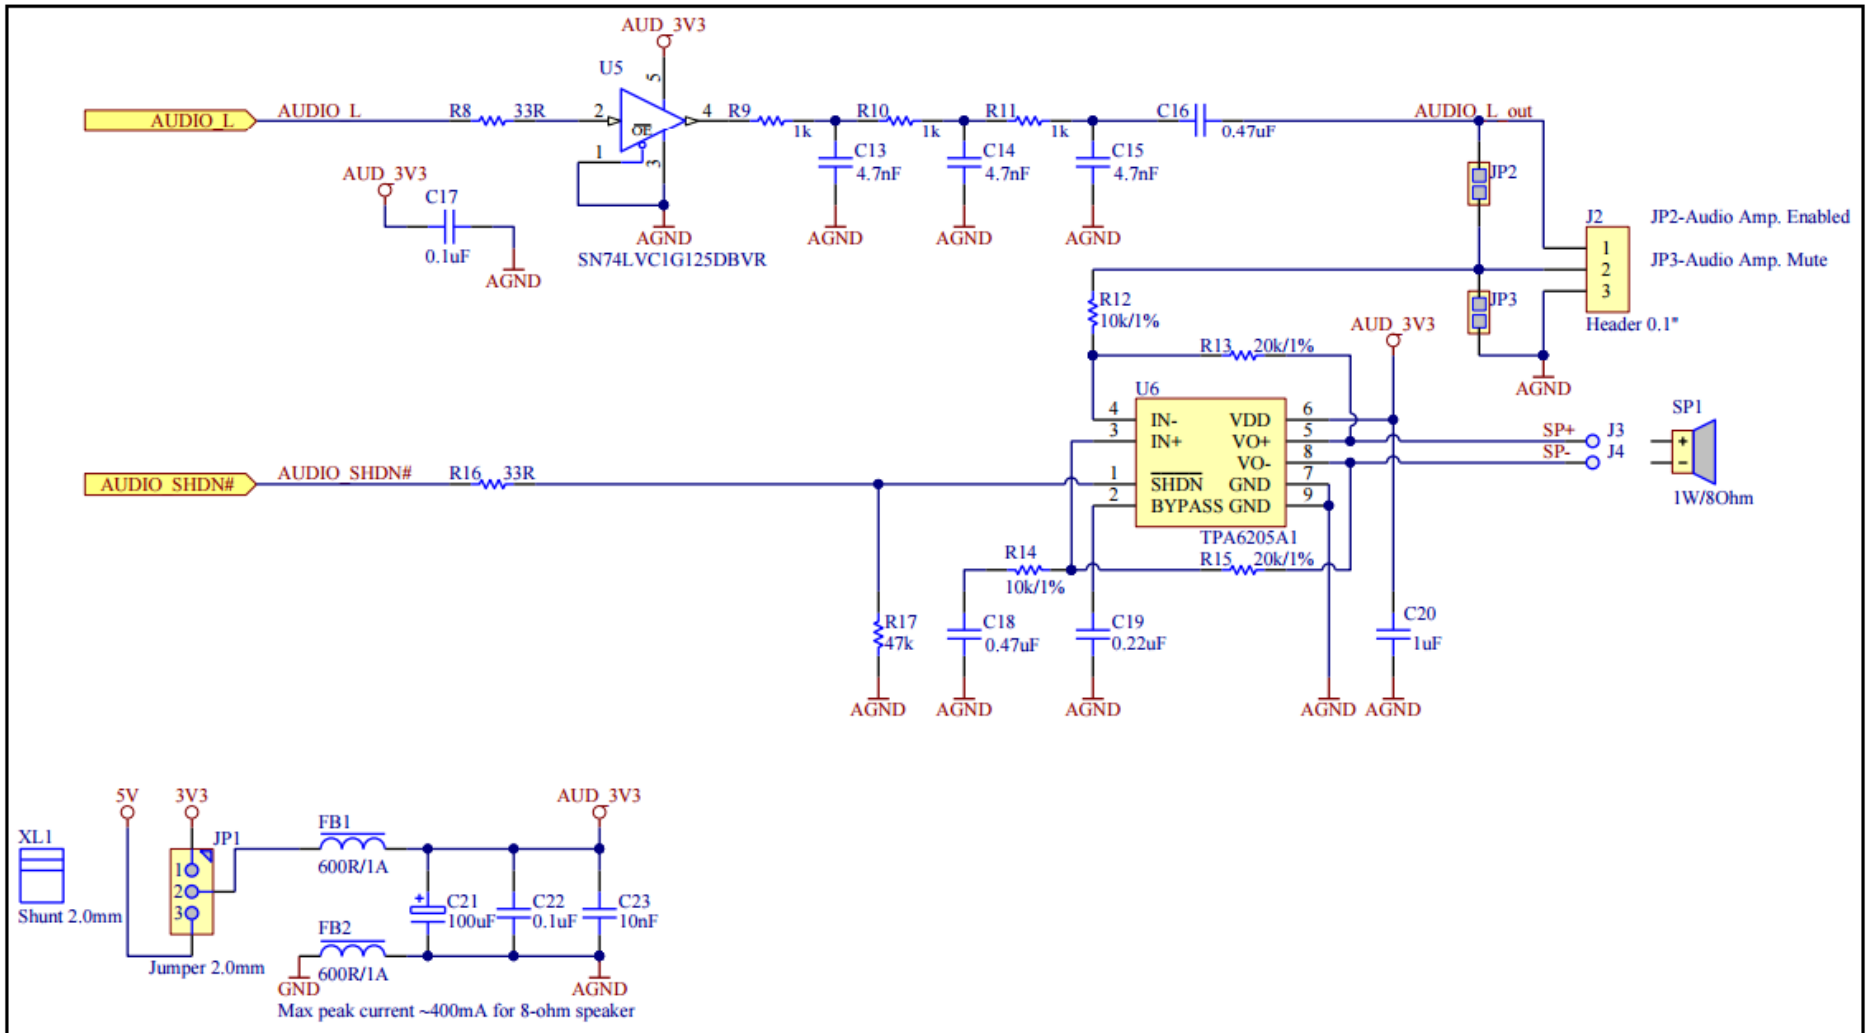 AUD_3V3
U5
5
AUDIO_L
AUDIO_L
R8
33R
2
OE
4
R9
1k
R10
1k
R11
1k
C16
0.47uF
AUDIO_L_out
1
3
C13
4.7nF
C14
4.7nF
C15
4.7nF
JP2
AUD_3V3
C17
0.1uF
AGND
AGND
SN74LVC1G125DBVR
AGND
AGND
AGND
J2
1
2
3
Header 0.1"
JP2-Audio Amp. Enabled
JP3-Audio Amp. Mute
R12
10k/1%
JP3
AUD_3V3
R13
20k/1%
AGND
U6
4
IN-
VDD
6
3
IN+
VO+
5
VO-
8
1
SHDN
GND
7
2
BYPASS
GND
9
TPA6205A1
SP+
J3
SP-
J4
SP1
+
-
1W/8Ohm
AUDIO_SHDN#
AUDIO_SHDN#
R16
33R
R14
10k/1%
R15
20k/1%
R17
47k
C18
0.47uF
C19
0.22uF
C20
1uF
AGND
AGND
AGND
AGND
AGND
5V
3V3
AUD_3V3
XL1
Shunt 2.0mm
JP1
1
2
3
Jumper 2.0mm
FB1
600R/1A
+
C21
100uF
C22
0.1uF
C23
10nF
FB2
600R/1A
GND
AGND
Max peak current ~400mA for 8-ohm speaker